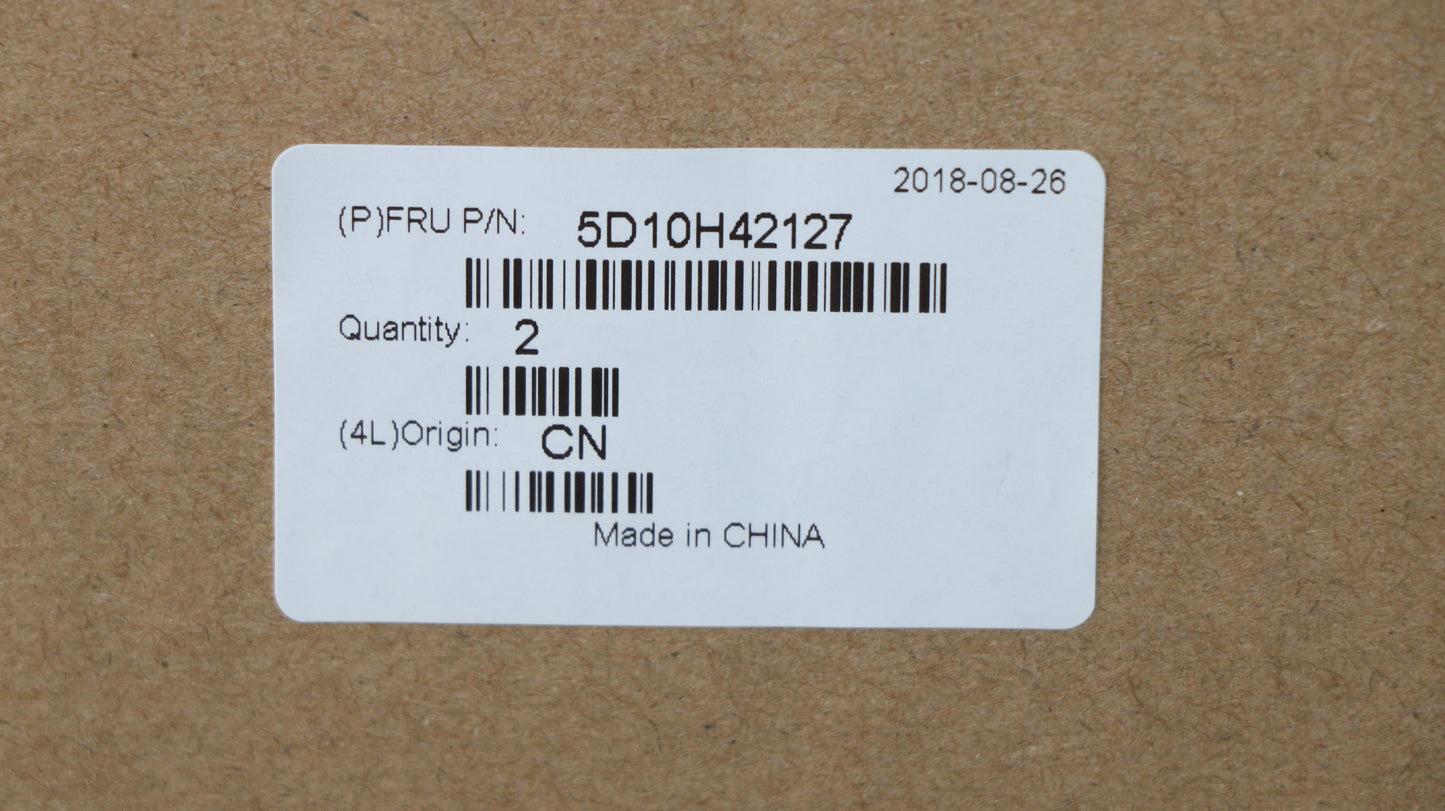 2018-08-26
(P)FRU P/N: 5D10H42127
Quantity: 2
(4L)Origin: CN
Made in CHINA